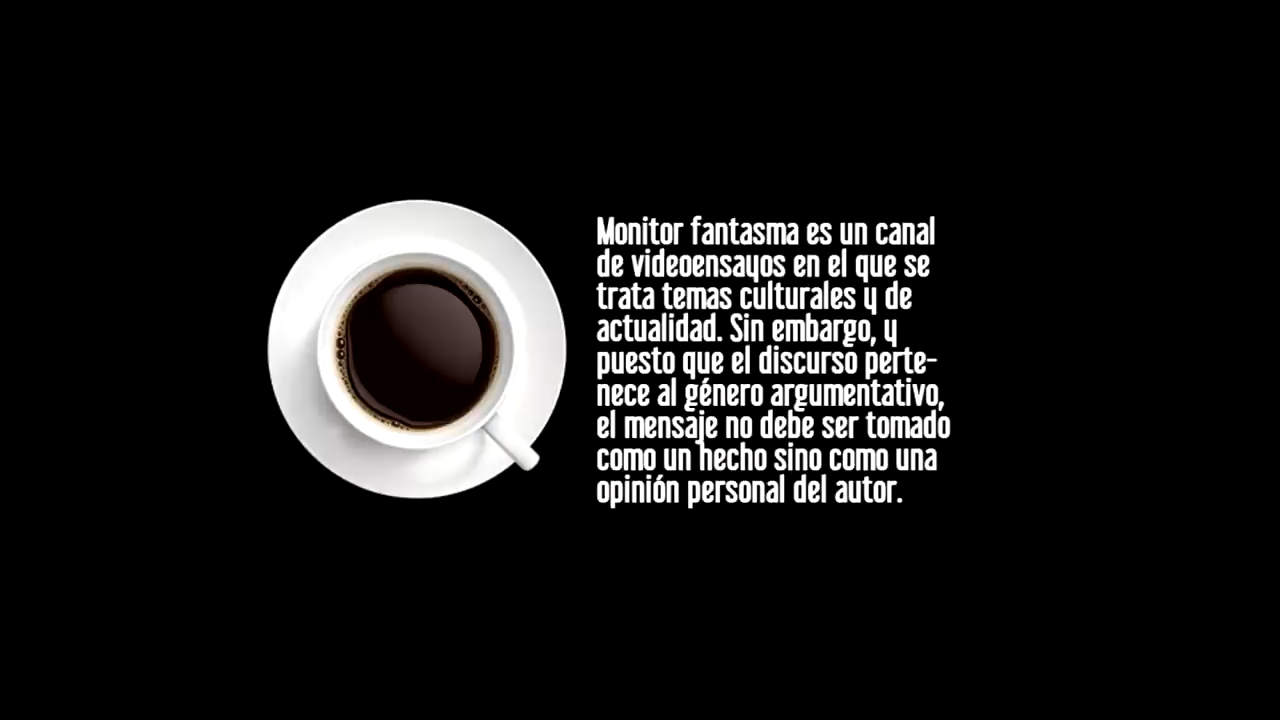 Monitor fantasma es un canal
de videoensayos en el que se
trata temas culturales y de
actualidad. Sin embargo, y
puesto que el discurso perte-
nece al género argumentativo,
el mensaje no debe ser tomado
como un hecho sino como una
opinión personal del autor.